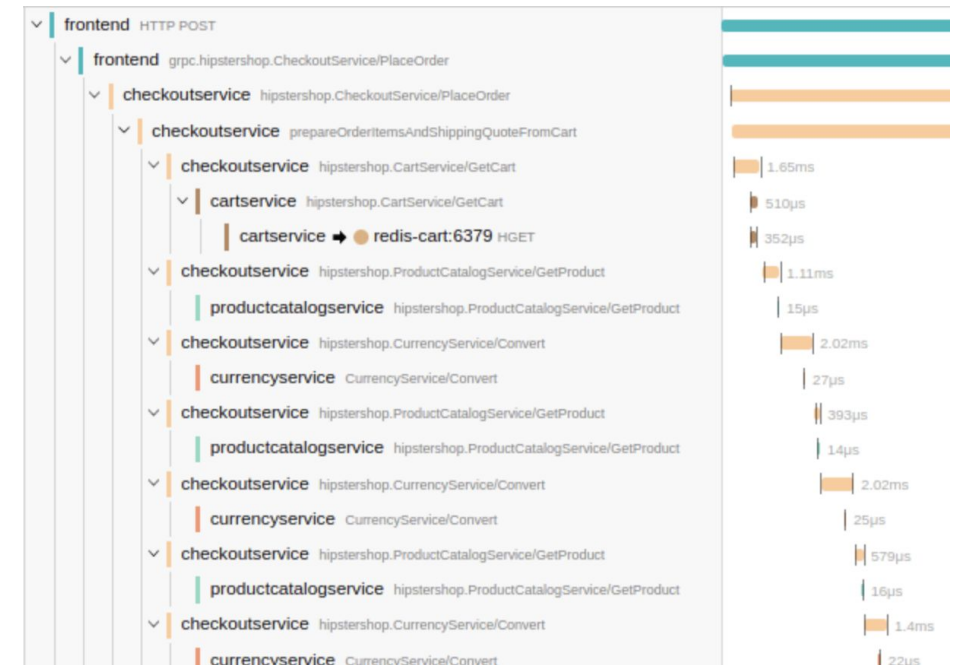 frontend HTTP POST
frontend grpc.hipstershop.CheckoutService/PlaceOrder
checkoutservice hipstershop.CheckoutService/PlaceOrder
checkoutservice prepareOrderItemsAndShippingQuoteFromCart
checkoutservice hipstershop.CartService/GetCart 1.65ms
cartservice hipstershop.CartService/GetCart 510μs
cartservice → redis-cart:6379 HGET 352μs
checkoutservice hipstershop.ProductCatalogService/GetProduct 1.11ms
productcatalogservice hipstershop.ProductCatalogService/GetProduct 15μs
checkoutservice hipstershop.CurrencyService/Convert 2.02ms
currencyservice CurrencyService/Convert 27μs
checkoutservice hipstershop.ProductCatalogService/GetProduct 393μs
productcatalogservice hipstershop.ProductCatalogService/GetProduct 14μs
checkoutservice hipstershop.CurrencyService/Convert 2.02ms
currencyservice CurrencyService/Convert 25μs
checkoutservice hipstershop.ProductCatalogService/GetProduct 579μs
productcatalogservice hipstershop.ProductCatalogService/GetProduct 16μs
checkoutservice hipstershop.CurrencyService/Convert 1.4ms
currencyservice CurrencyService/Convert 22μs